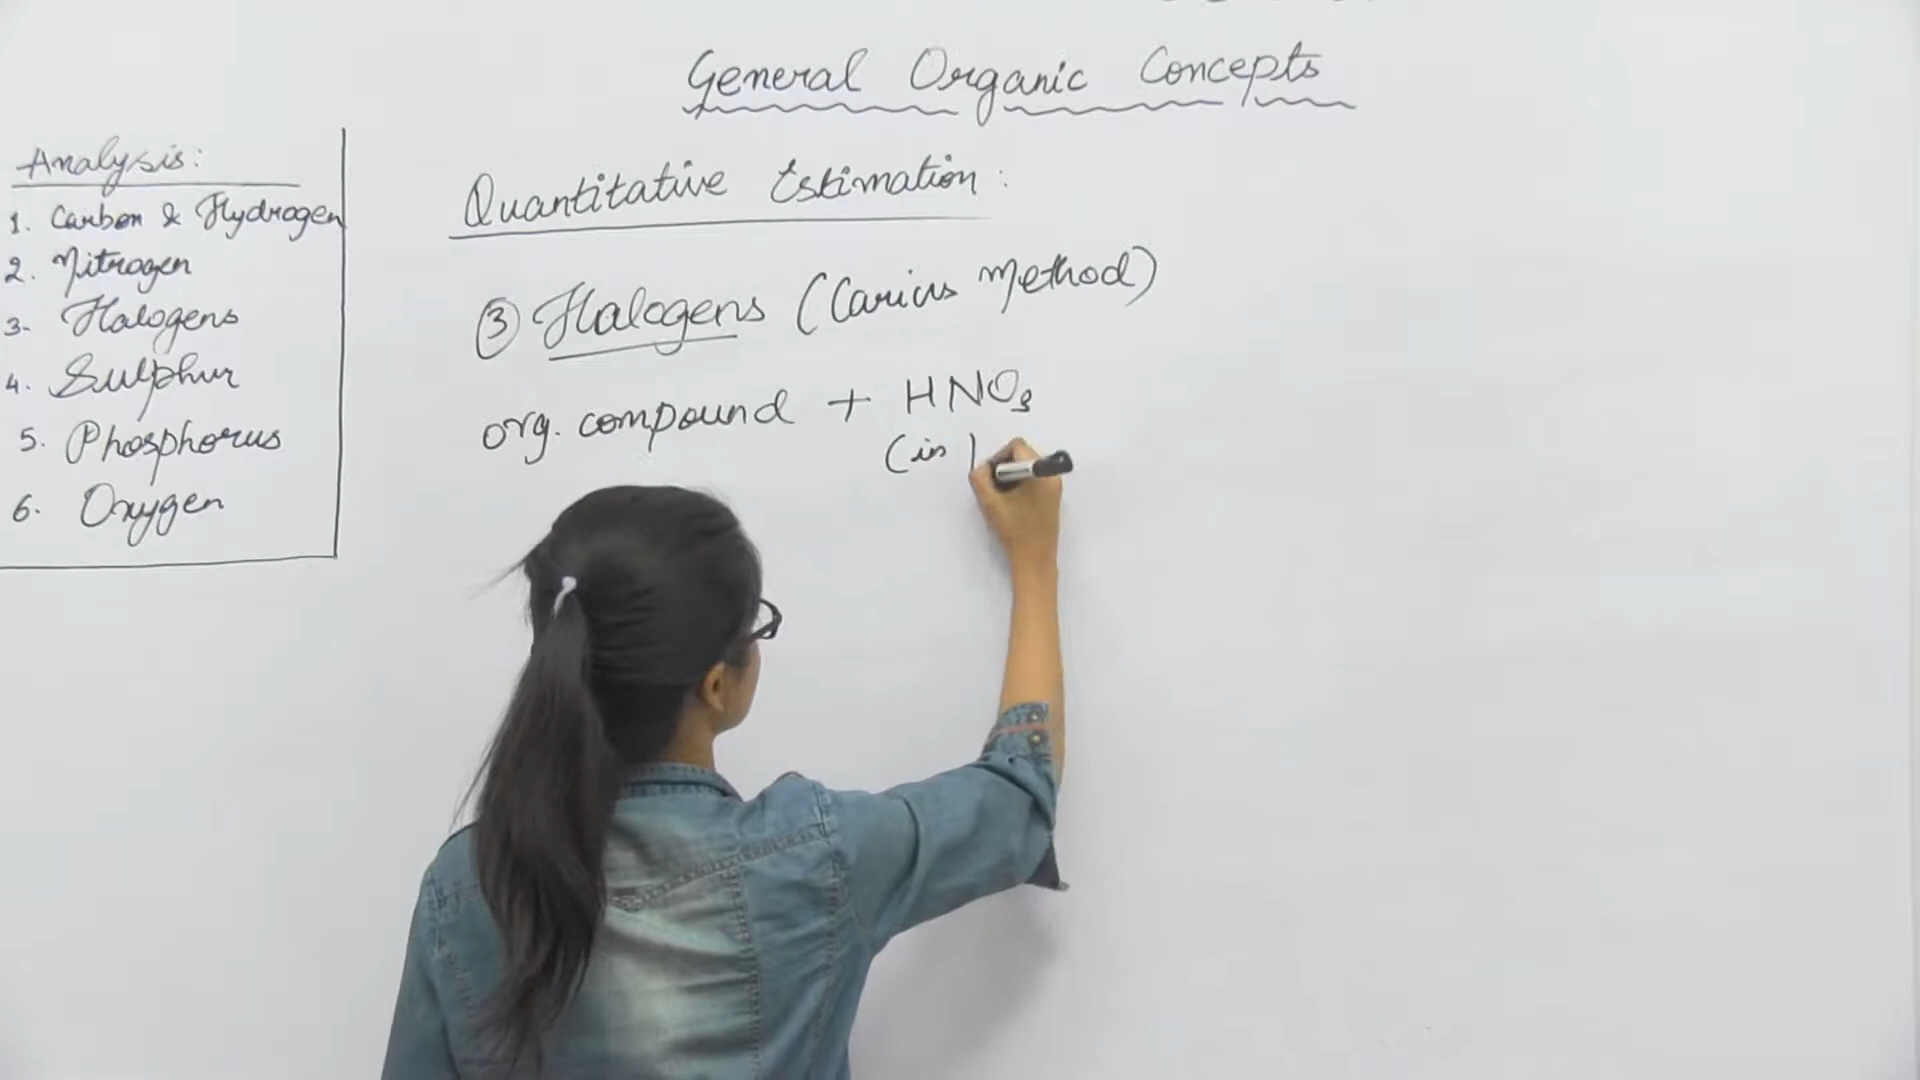 General Organic Concepts
Analysis:
1. Carbon & Hydrogen
2. Nitrogen
3- Halogens
4. Sulphur
5. Phosphorus
6. Oxygen
Quantitative Estimation:
③ Halogens (Carius Method)
org. compound + HNO3
(in